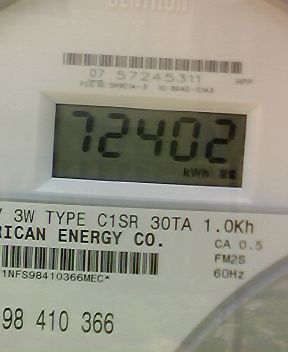 07 57245311
72402
kWh
3W TYPE C1SR 30TA 1.0Kh
RICAN ENERGY CO.
CA 0.5
FM2S
60Hz
1NFS98410366MEC*
98 410 366